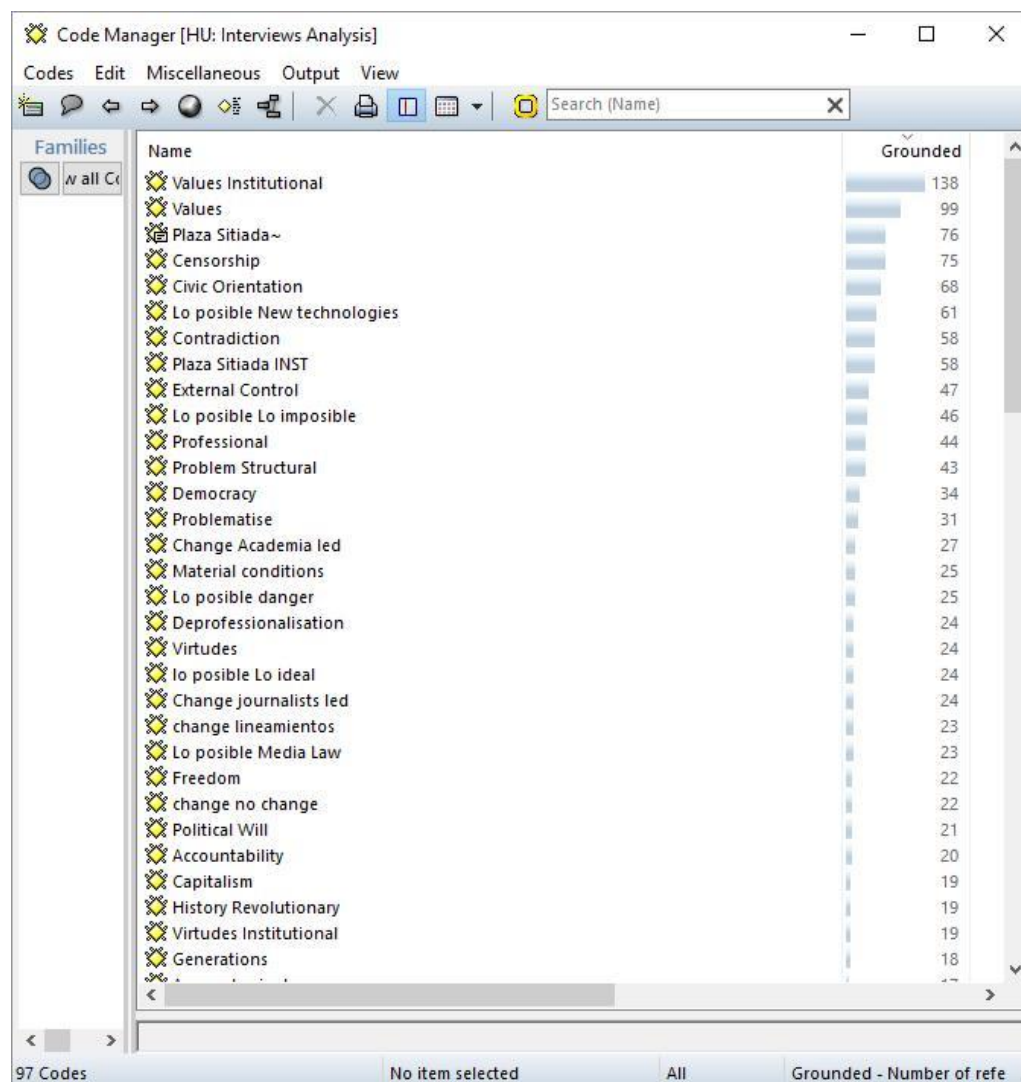 Code Manager [HU: Interviews Analysis]
Codes Edit Miscellaneous Output View
Search (Name)
Families
w all Co
Name Grounded
Values Institutional 138
Values 99
Plaza Sitiada~ 76
Censorship 75
Civic Orientation 68
Lo posible New technologies 61
Contradiction 58
Plaza Sitiada INST 58
External Control 47
Lo posible Lo imposible 46
Professional 44
Problem Structural 43
Democracy 34
Problematise 31
Change Academia led 27
Material conditions 25
Lo posible danger 25
Deprofessionalisation 24
Virtudes 24
lo posible Lo ideal 24
Change journalists led 24
change lineamientos 23
Lo posible Media Law 23
Freedom 22
change no change 22
Political Will 21
Accountability 20
Capitalism 19
History Revolutionary 19
Virtudes Institutional 19
Generations 18
97 Codes No item selected All Grounded - Number of refe